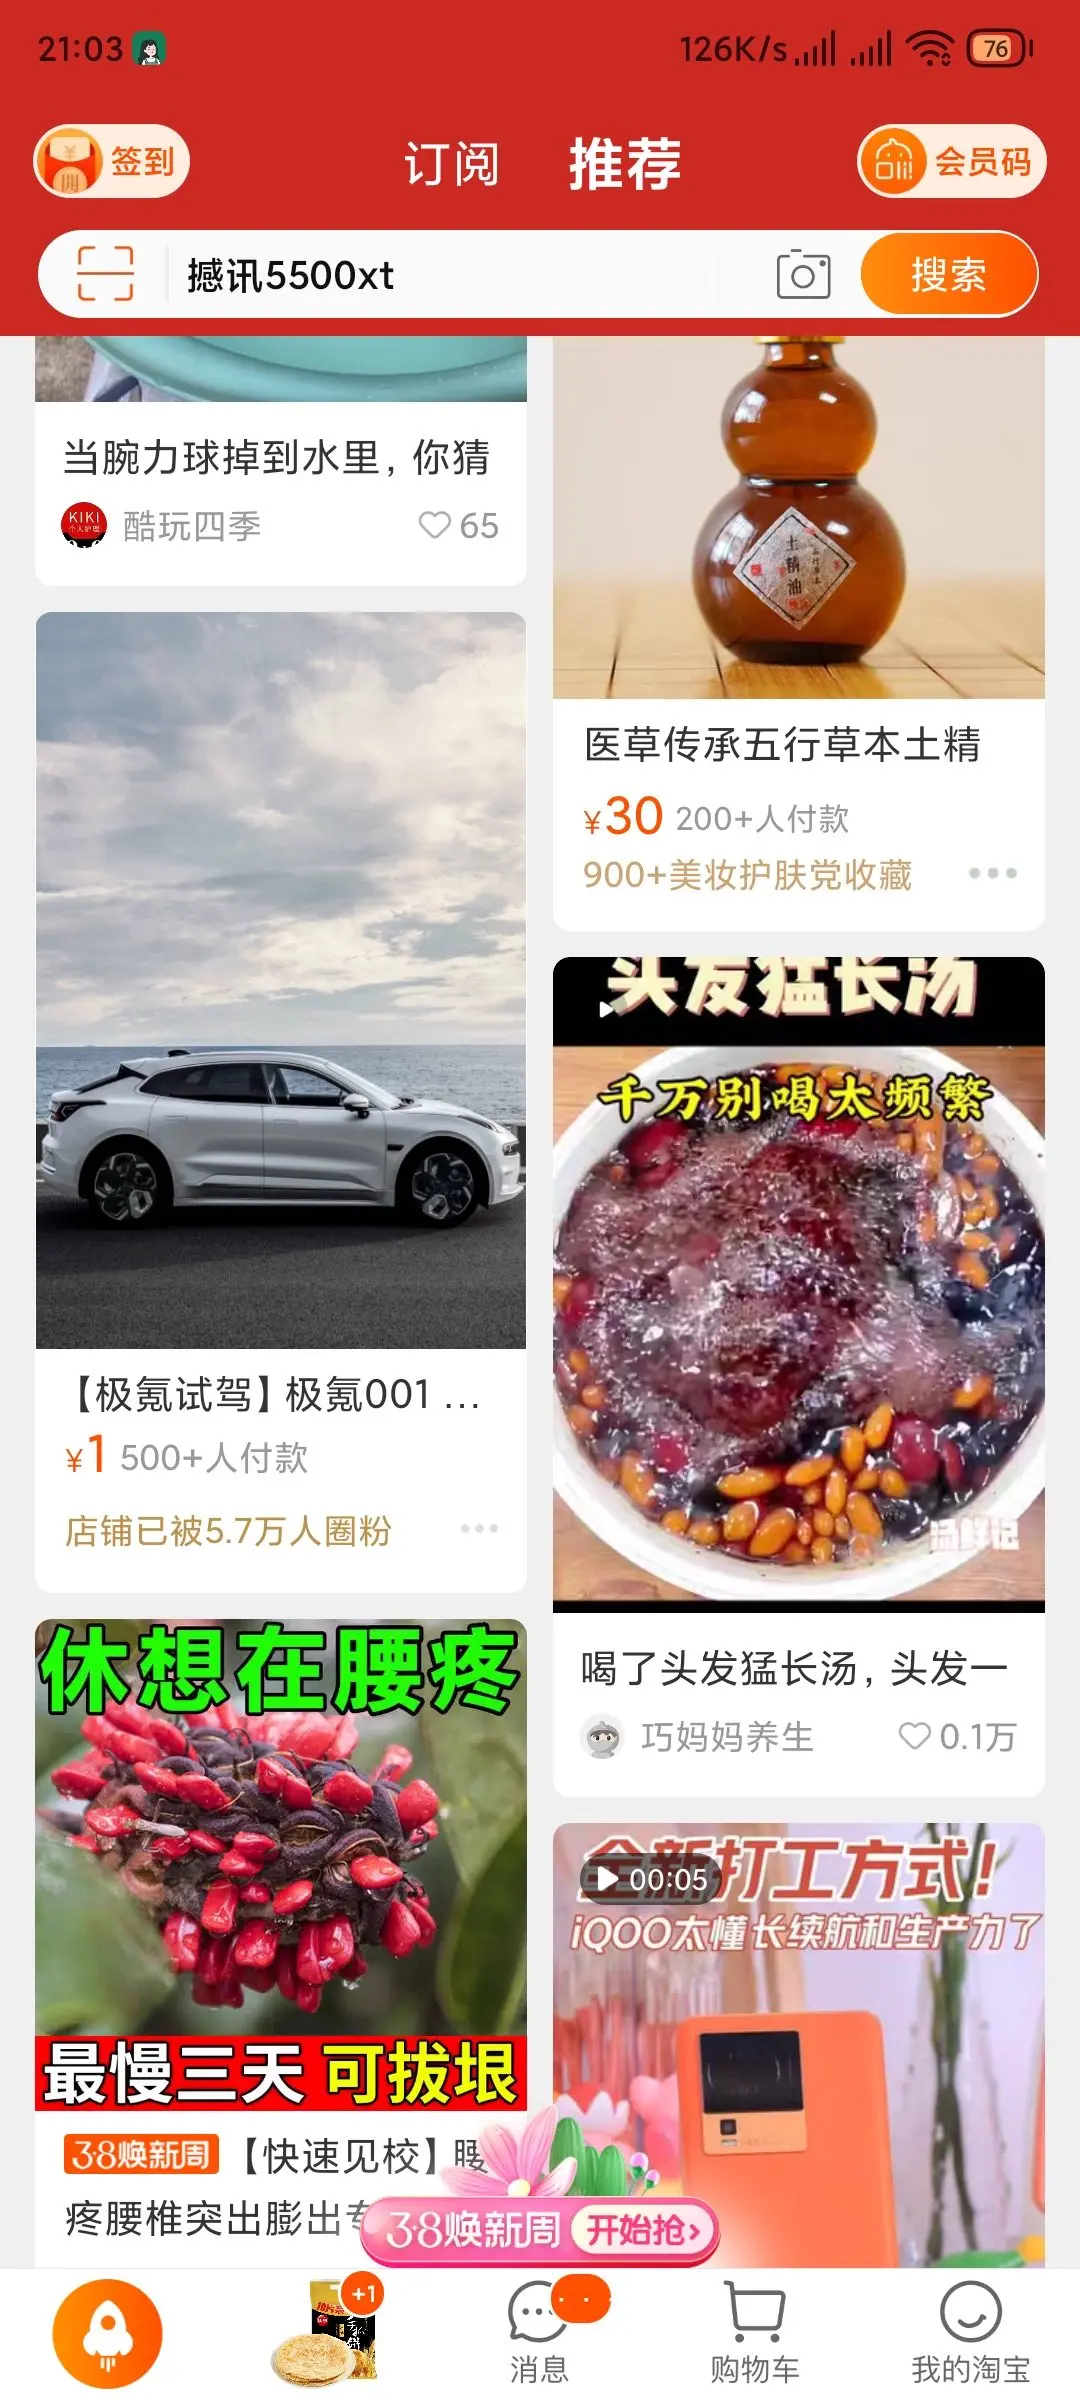 21:03
126K/s
76
签到
订阅
推荐
会员码
撼讯5500xt
搜索
当腕力球掉到水里，你猜
KIKI
个人护理
酷玩四季
65
土精油
医草传承五行草本土精
¥30 200+人付款
900+美妆护肤党收藏
【极氪试驾】极氪001 ...
¥1 500+人付款
店铺已被5.7万人圈粉
头发猛长汤
千万别喝太频繁
汤鲜记
喝了头发猛长汤，头发一
巧妈妈养生
0.1万
休想在腰疼
最慢三天 可拔垠
3·8焕新周 【快速见校】腰
疼腰椎突出膨出专
全新打工方式！
00:05
iQOO太懂长续航和生产力了
3·8焕新周 开始抢>
+1
消息
购物车
我的淘宝